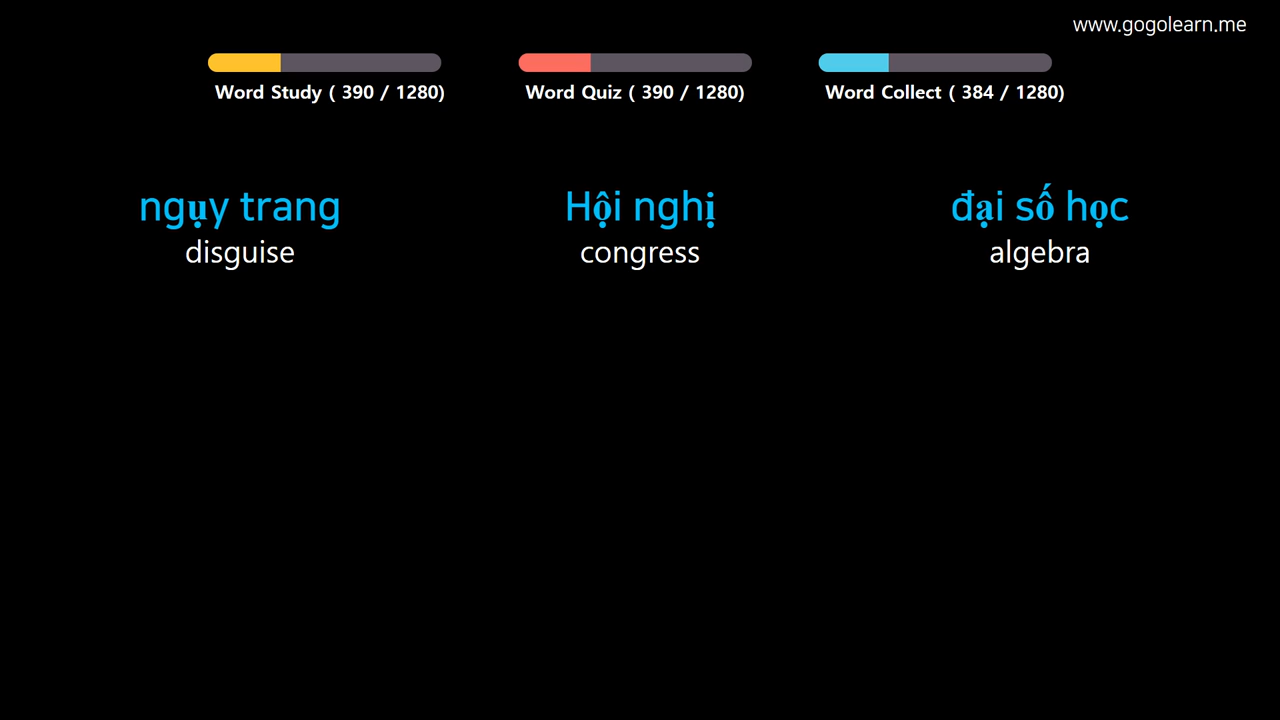 www.gogolearn.me
Word Study ( 390 / 1280)
Word Quiz ( 390 / 1280)
Word Collect ( 384 / 1280)
ngụy trang
disguise
Hội nghị
congress
đại số học
algebra